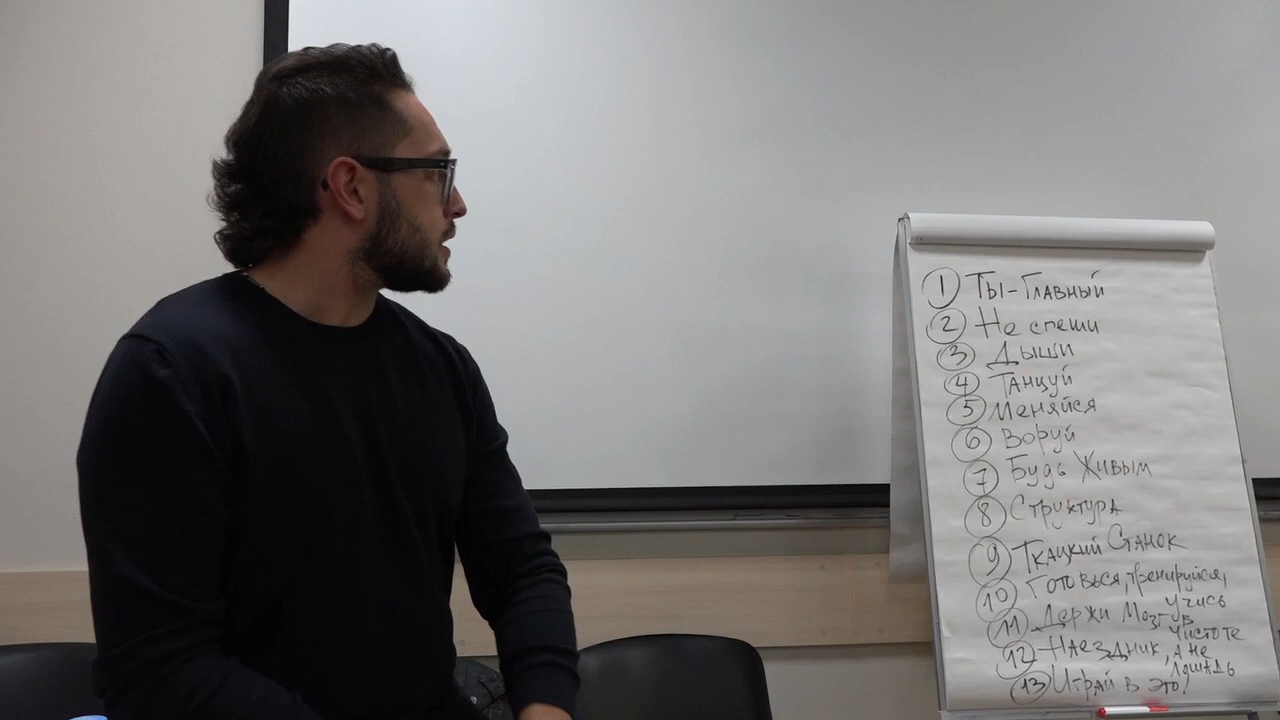 1 Ты-Главный
2 Не спеши
3 Дыши
4 Танцуй
5 Меняйся
6 Воруй
7 Будь Живым
8 Структура
9 Ткацкий Станок
10 Готовься, тренируйся,
учись
11 Держи Мозг в
чистоте
12 Наездник, а не
лошадь
13 Играй в это!